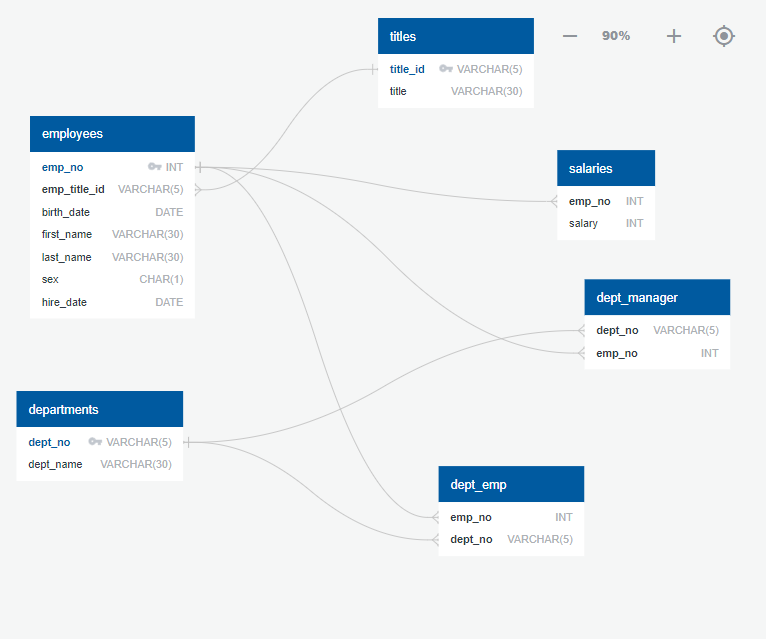 titles
90%
title_id VARCHAR(5)
title VARCHAR(30)
employees
emp_no INT
emp_title_id VARCHAR(5)
birth_date DATE
first_name VARCHAR(30)
last_name VARCHAR(30)
sex CHAR(1)
hire_date DATE
salaries
emp_no INT
salary INT
dept_manager
dept_no VARCHAR(5)
emp_no INT
departments
dept_no VARCHAR(5)
dept_name VARCHAR(30)
dept_emp
emp_no INT
dept_no VARCHAR(5)